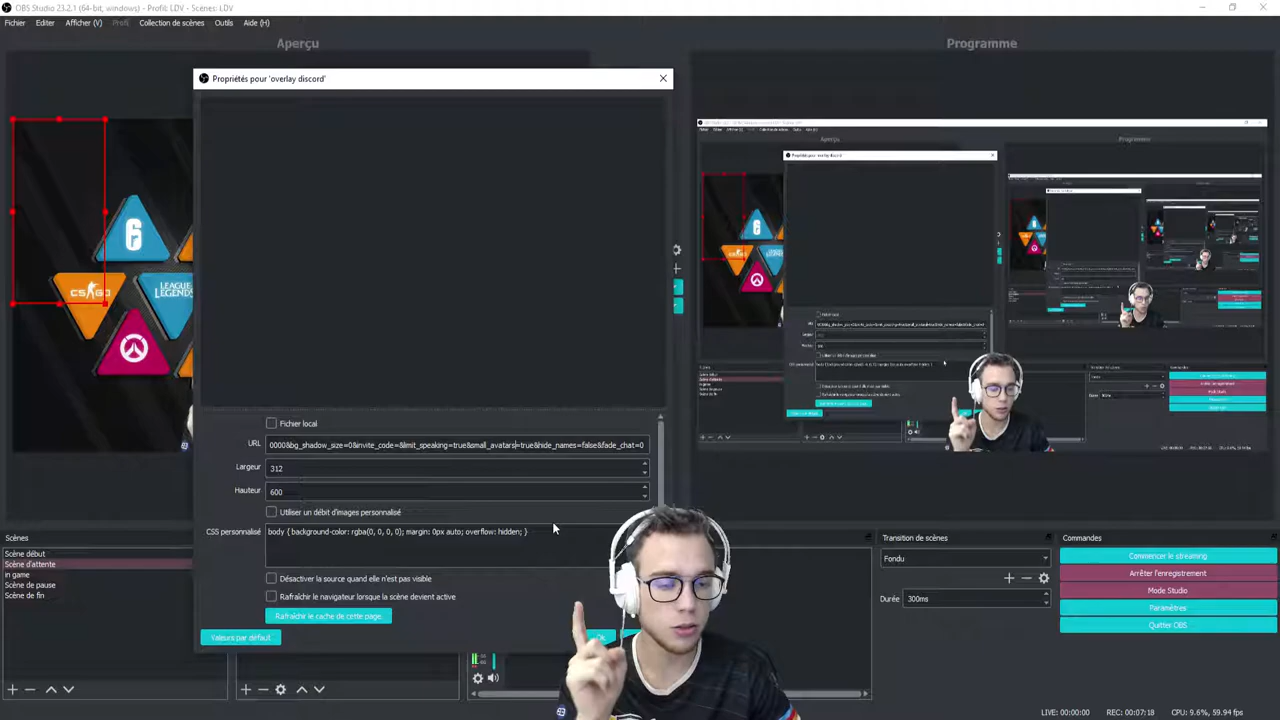 OBS Studio 23.2.1 (64-bit, windows) - Profil: LDV - Scènes: LDV
Fichier Editer Afficher (V) Profil Collection de scènes Outils Aide (H)
Aperçu
Programme
Propriétés pour 'overlay discord'
6
CS:GO
LEAGUE
LEGENDS
Fichier local
URL 0000&bg_shadow_size=0&invite_code=&limit_speaking=true&small_avatars=true&hide_names=false&fade_chat=0
Largeur 312
Hauteur 600
Utiliser un débit d'images personnalisé
CSS personnalisé body { background-color: rgba(0, 0, 0, 0); margin: 0px auto; overflow: hidden; }
Désactiver la source quand elle n'est pas visible
Rafraîchir le navigateur lorsque la scène devient active
Rafraîchir le cache de cette page.
Valeurs par défaut
OK
Scènes
Scène début
Scène d'attente
in game
Scène de pause
Scène de fin
Transition de scènes
Fondu
Durée 300ms
Commandes
Commencer le streaming
Arrêter l'enregistrement
Mode Studio
Paramètres
Quitter OBS
LIVE: 00:00:00 REC: 00:07:18 CPU: 9.6%, 59.94 fps